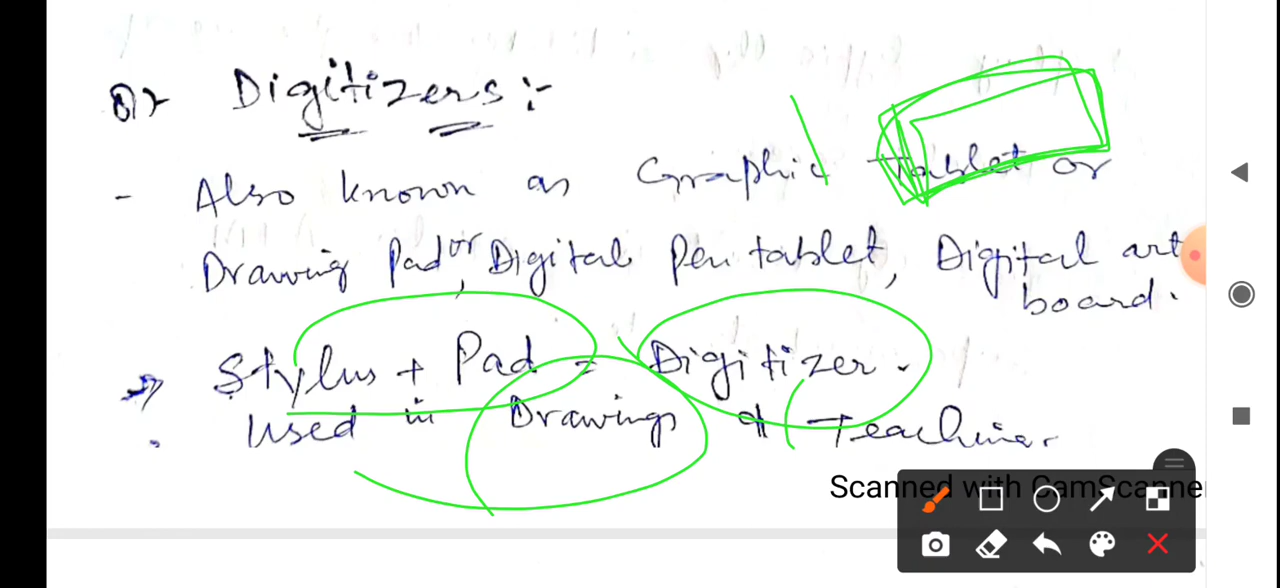 8) Digitizers :-
- Also known as Graphic Tablet or
Drawing Pad or, Digital Pen tablet, Digital art
board.
=> Stylus + Pad = Digitizer.
Used in Drawings & Teaching.
Scanned with CamScanne